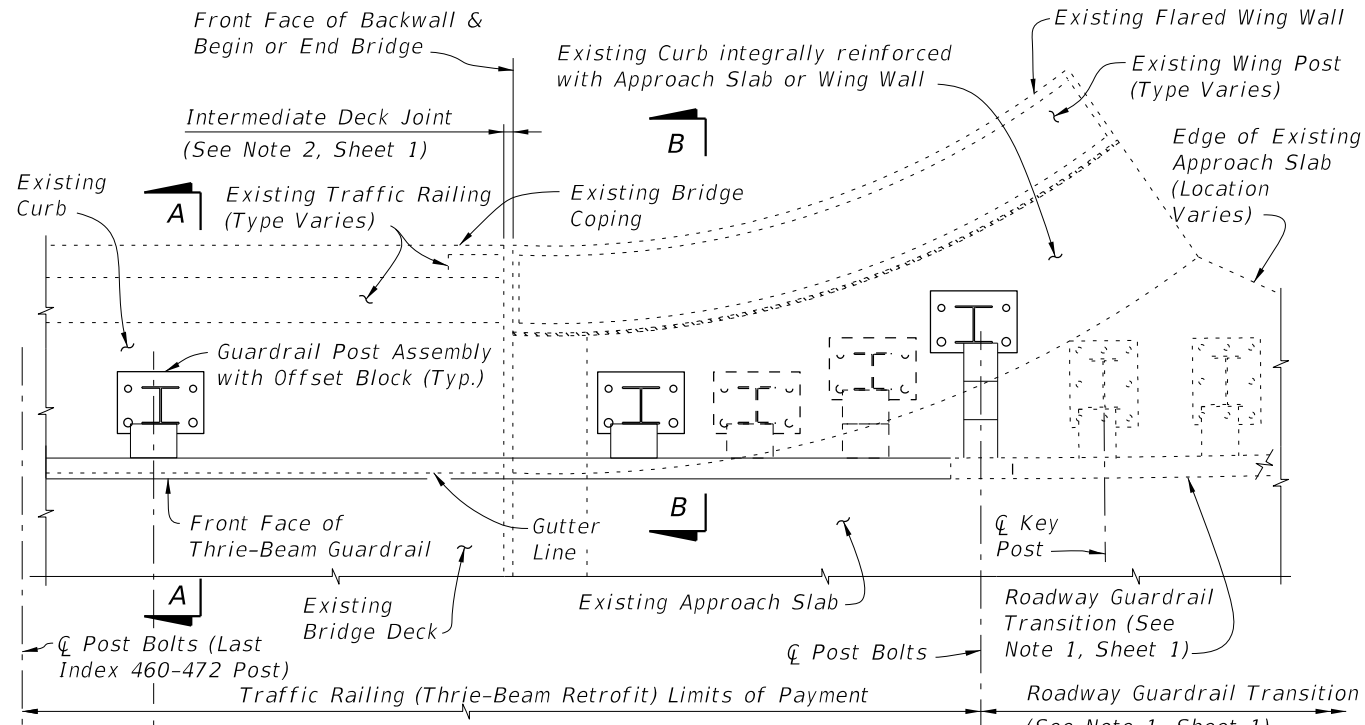 Front Face of Backwall &
Begin or End Bridge
Existing Flared Wing Wall
Existing Curb integrally reinforced
with Approach Slab or Wing Wall
Existing Wing Post
(Type Varies)
Intermediate Deck Joint
(See Note 2, Sheet 1)
B
Edge of Existing
Approach Slab
(Location
Varies)
Existing
Curb
A
Existing Traffic Railing
(Type Varies)
Existing Bridge
Coping
Guardrail Post Assembly
with Offset Block (Typ.)
Front Face of
Thrie-Beam Guardrail
Gutter
Line
B
℄ Key
Post
A
Existing
Bridge Deck
Existing Approach Slab
Roadway Guardrail
Transition (See
Note 1, Sheet 1)
℄ Post Bolts (Last
Index 460-472 Post)
℄ Post Bolts
Traffic Railing (Thrie-Beam Retrofit) Limits of Payment
Roadway Guardrail Transition
(See Note 1, Sheet 1)